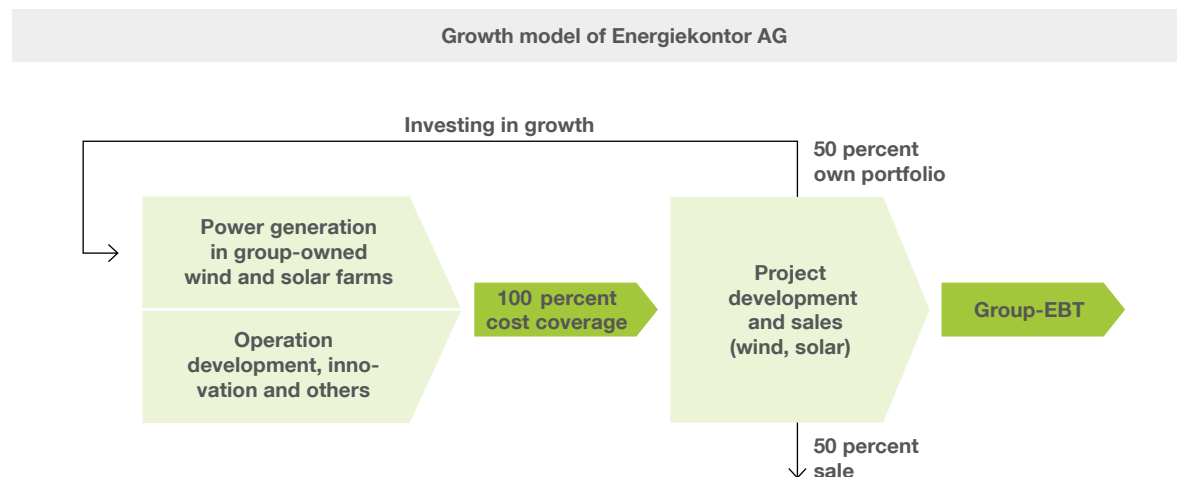 Growth model of Energiekontor AG
Investing in growth
50 percent
own portfolio
Power generation
in group-owned
wind and solar farms
Operation
development, inno-
vation and others
100 percent
cost coverage
Project
development
and sales
(wind, solar)
Group-EBT
50 percent
sale